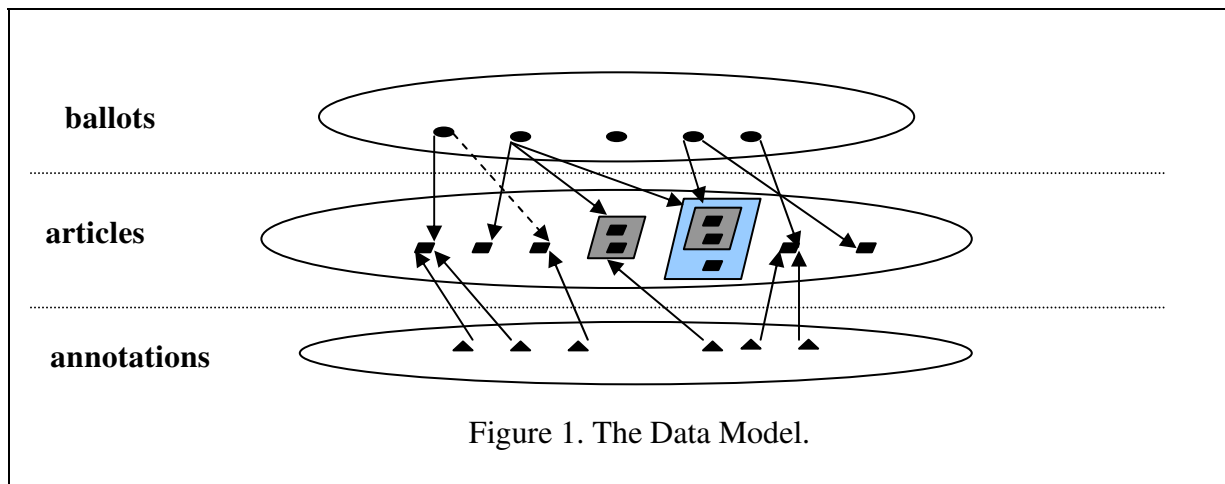 ballots
articles
annotations
Figure 1. The Data Model.